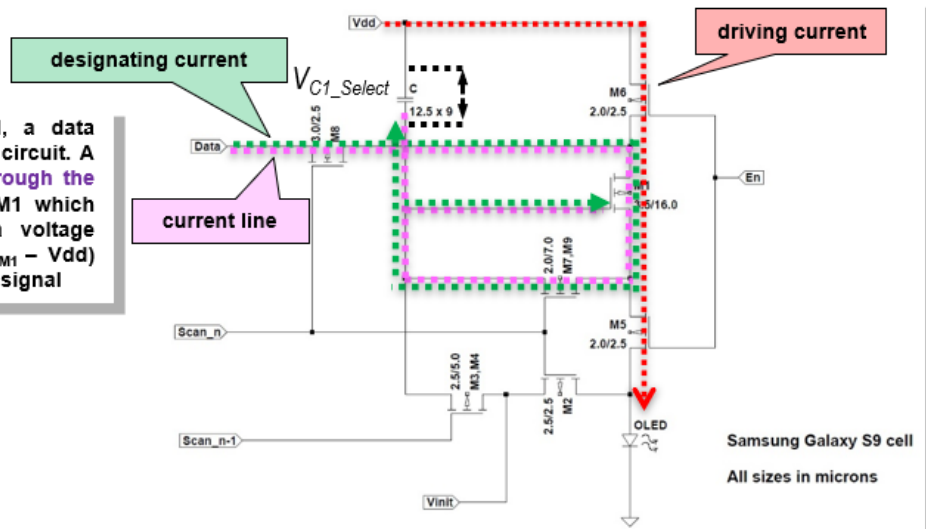 Vdd
driving current
designating current
V_C1_Select
C
12.5 x 9
M6
2.0/2.5
d, a data
circuit. A
rough the
M1 which
a voltage
M1 – Vdd)
signal
3.0/2.5
M8
Data
En
M1
/16.0
current line
2.0/7.0
M7,M9
Scan_n
M5
2.0/2.5
2.5/5.0
M3,M4
2.5/2.5
M2
OLED
Scan_n-1
Samsung Galaxy S9 cell
All sizes in microns
Vinit